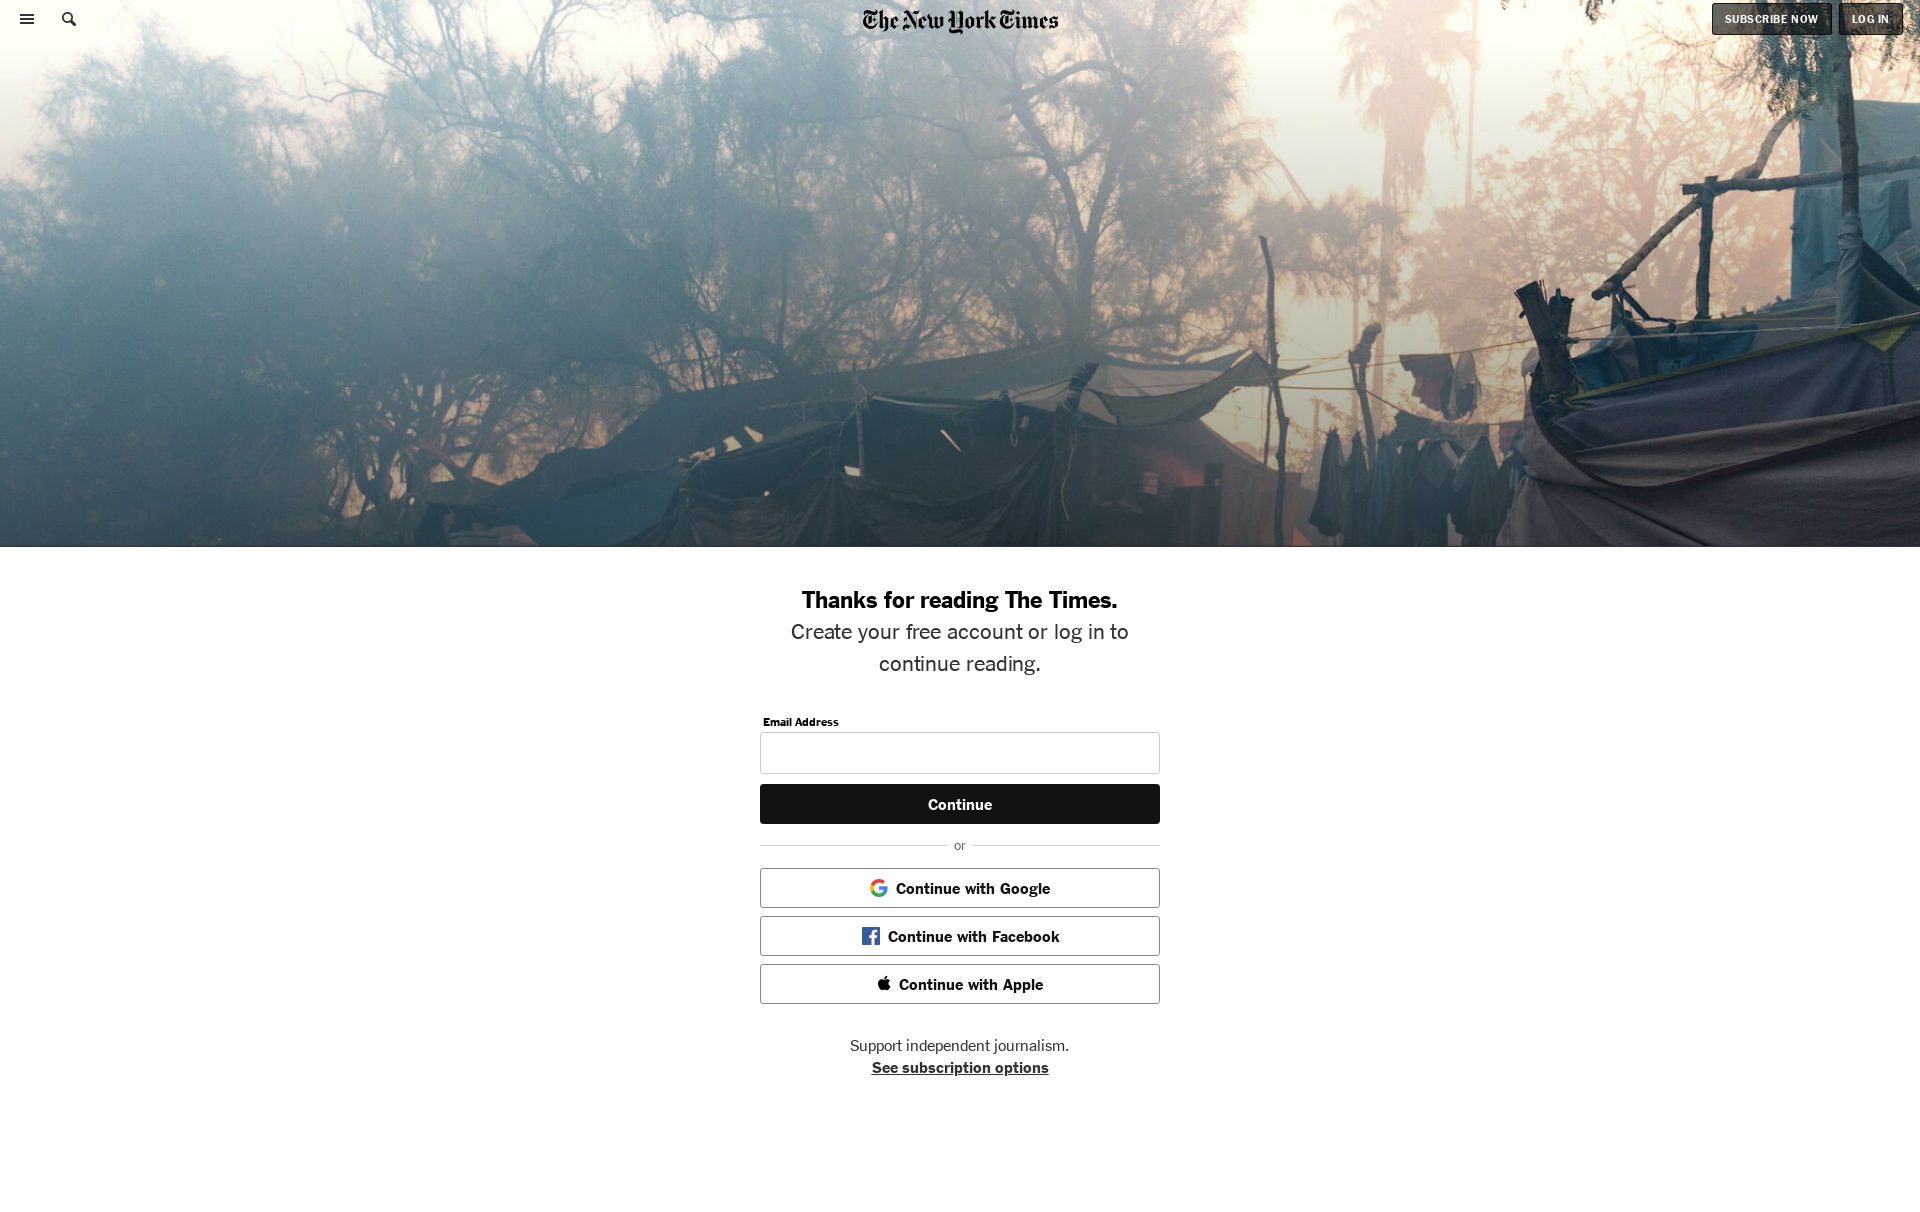 The New York Times
SUBSCRIBE NOW
LOG IN
Thanks for reading The Times.
Create your free account or log in to
continue reading.
Email Address
Continue
or
Continue with Google
Continue with Facebook
Continue with Apple
Support independent journalism.
See subscription options